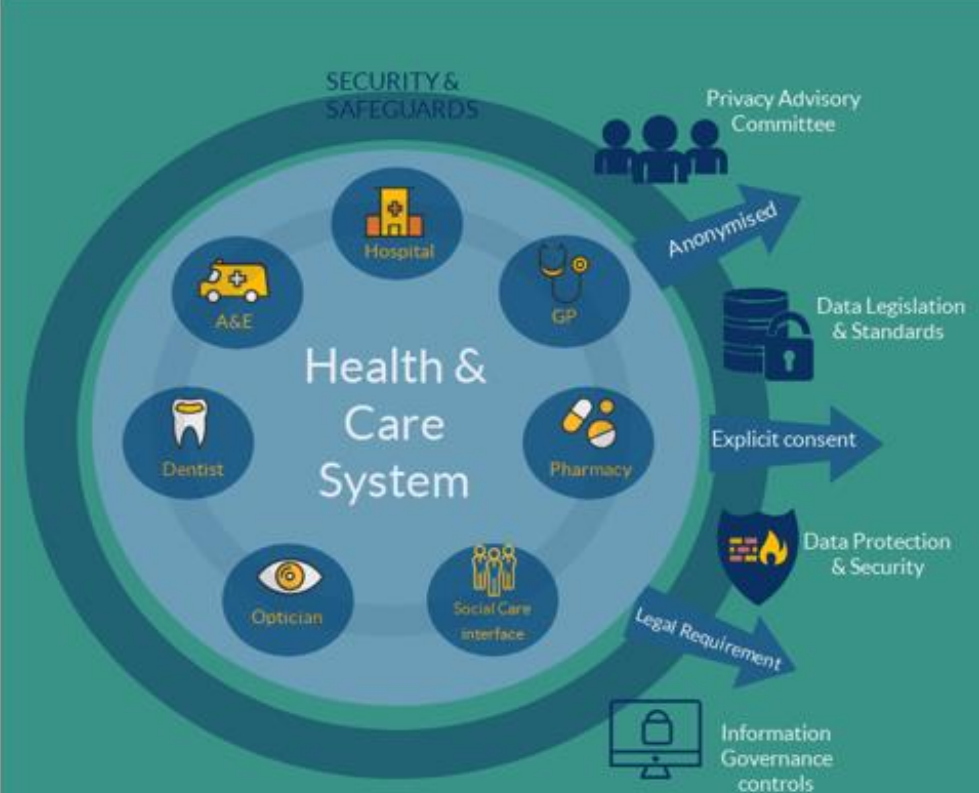 SECURITY &
SAFEGUARDS
Privacy Advisory
Committee
Anonymised
Hospital
A&E
GP
Data Legislation
& Standards
Health &
Care
System
Explicit consent
Dentist
Pharmacy
Data Protection
& Security
Optician
Social Care
interface
Legal Requirement
Information
Governance
controls